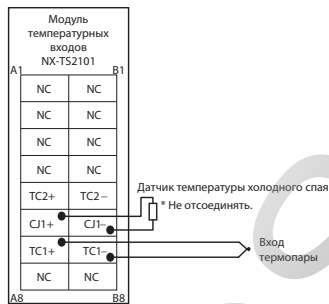 Модуль
температурных
входов
NX-TS2101
A1 B1
NC NC
NC NC
NC NC
NC NC
TC2+ TC2−
Датчик температуры холодного спая
* Не отсоединять.
CJ1+ CJ1−
TC1+ TC1−
Вход
термопары
NC NC
A8 B8